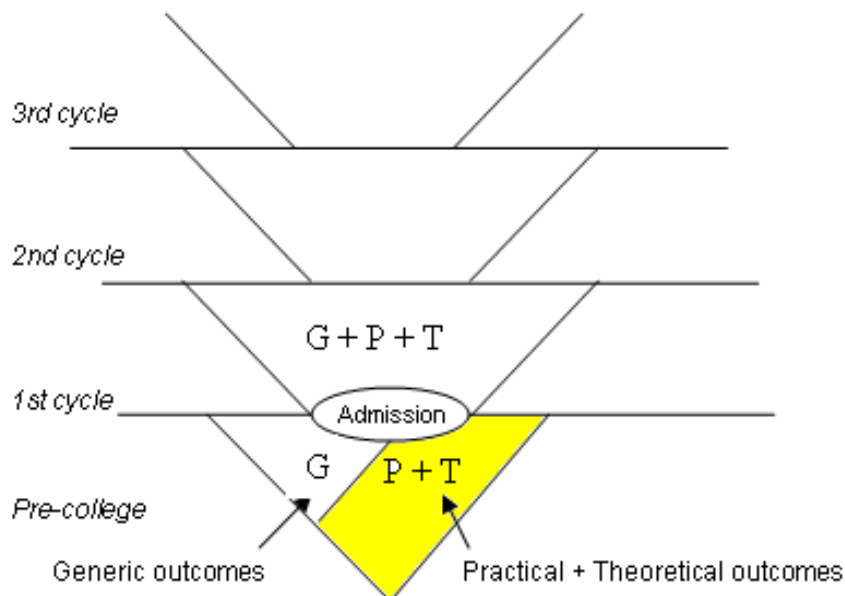 3rd cycle
2nd cycle
G + P + T
1st cycle
Admission
G
P + T
Pre-college
Generic outcomes
Practical + Theoretical outcomes